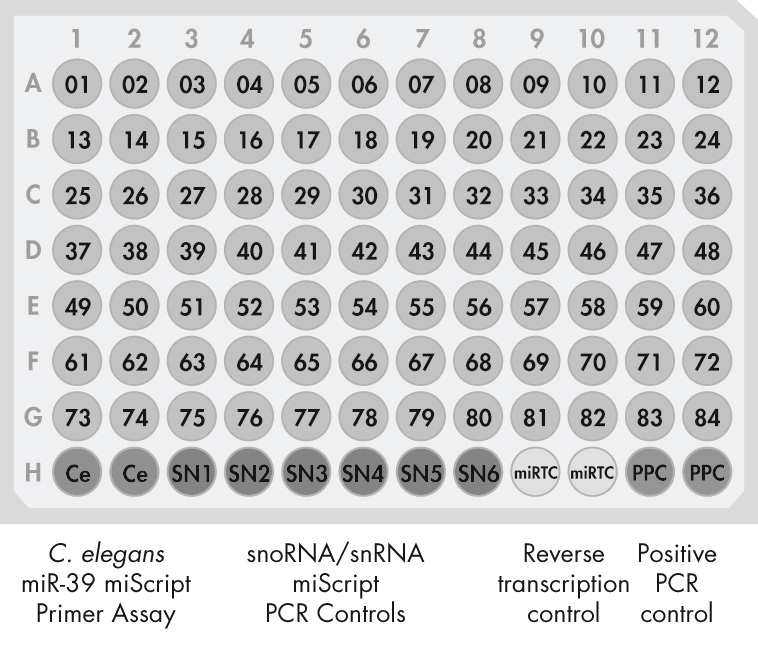 1 2 3 4 5 6 7 8 9 10 11 12
A 01 02 03 04 05 06 07 08 09 10 11 12
B 13 14 15 16 17 18 19 20 21 22 23 24
C 25 26 27 28 29 30 31 32 33 34 35 36
D 37 38 39 40 41 42 43 44 45 46 47 48
E 49 50 51 52 53 54 55 56 57 58 59 60
F 61 62 63 64 65 66 67 68 69 70 71 72
G 73 74 75 76 77 78 79 80 81 82 83 84
H Ce Ce SN1 SN2 SN3 SN4 SN5 SN6 miRTC miRTC PPC PPC
C. elegans
miR-39 miScript
Primer Assay
snoRNA/snRNA
miScript
PCR Controls
Reverse
transcription
control
Positive
PCR
control